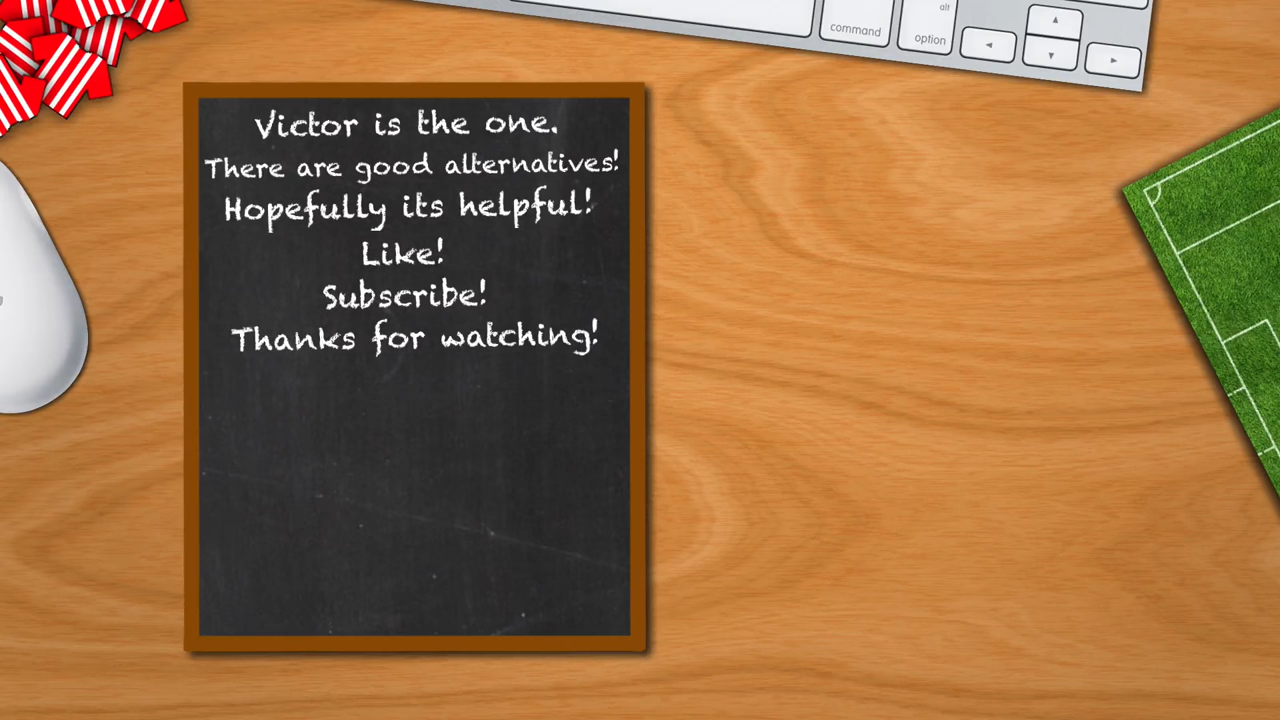 alt
command
option
Victor is the one.
There are good alternatives!
Hopefully its helpful!
Like!
Subscribe!
Thanks for watching!